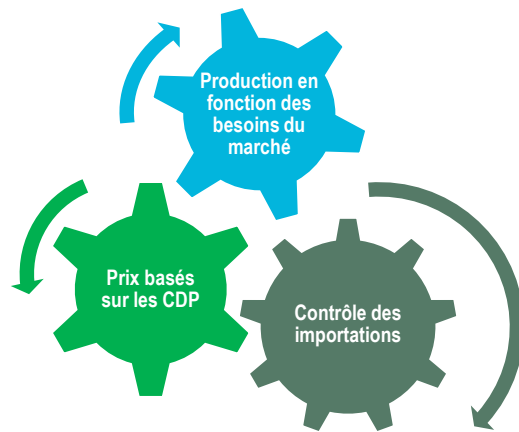 Production en
fonction des
besoins du
marché
Prix basés
sur les CDP
Contrôle des
importations